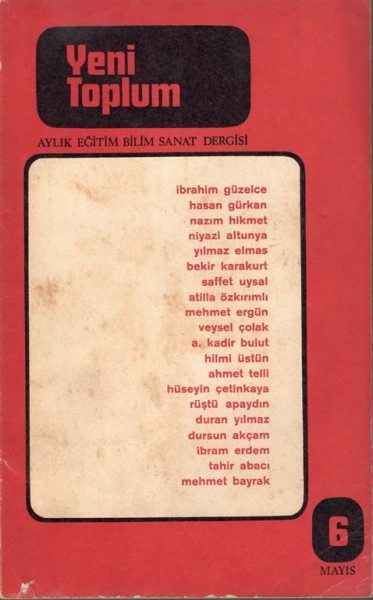 Yeni
Toplum
AYLIK EĞİTİM BİLİM SANAT DERGİSİ
ibrahim güzelce
hasan gürkan
nazım hikmet
niyazi altunya
yılmaz elmas
bekir karakurt
saffet uysal
atilla özkırımlı
mehmet ergün
veysel çolak
a. kadir bulut
hilmi üstün
ahmet telli
hüseyin çetinkaya
rüştü apaydın
duran yılmaz
dursun akçam
ibram erdem
tahir abacı
mehmet bayrak
6
MAYIS